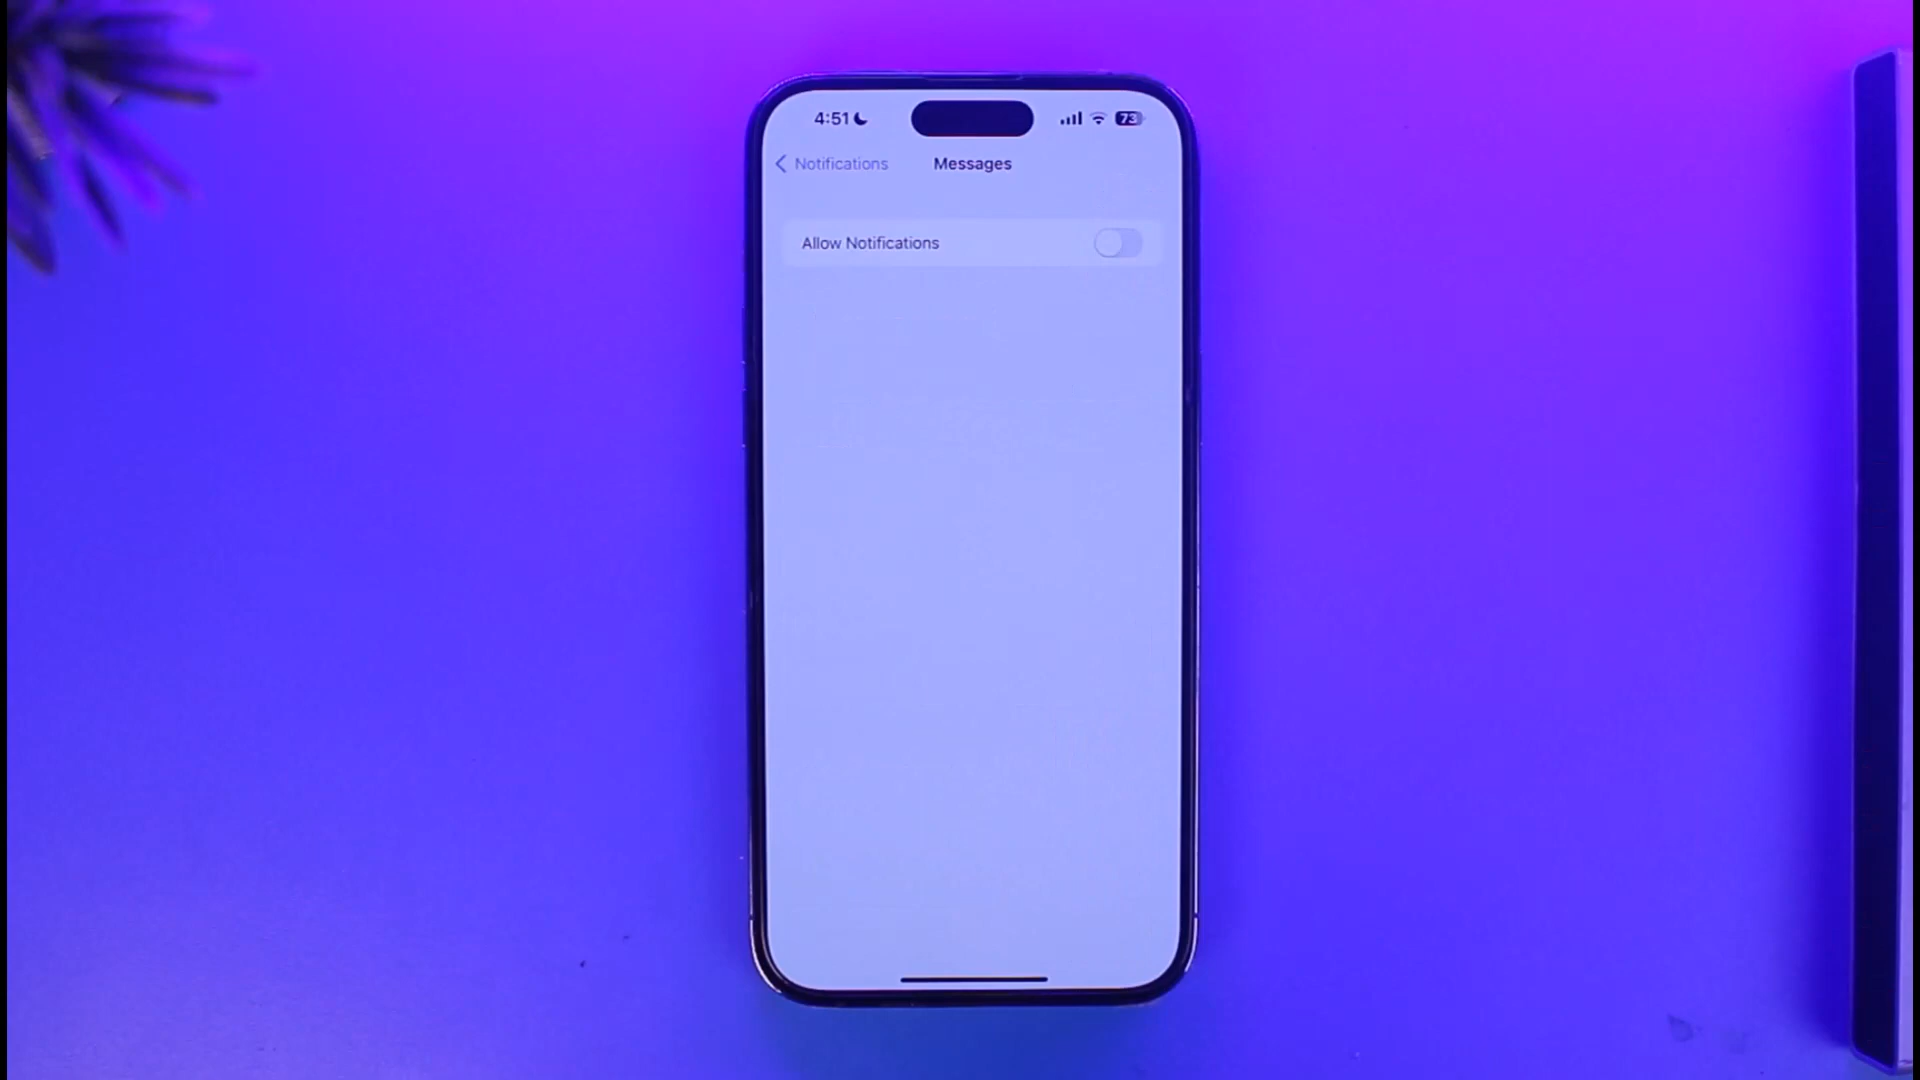 4:51
73
Notifications
Messages
Allow Notifications